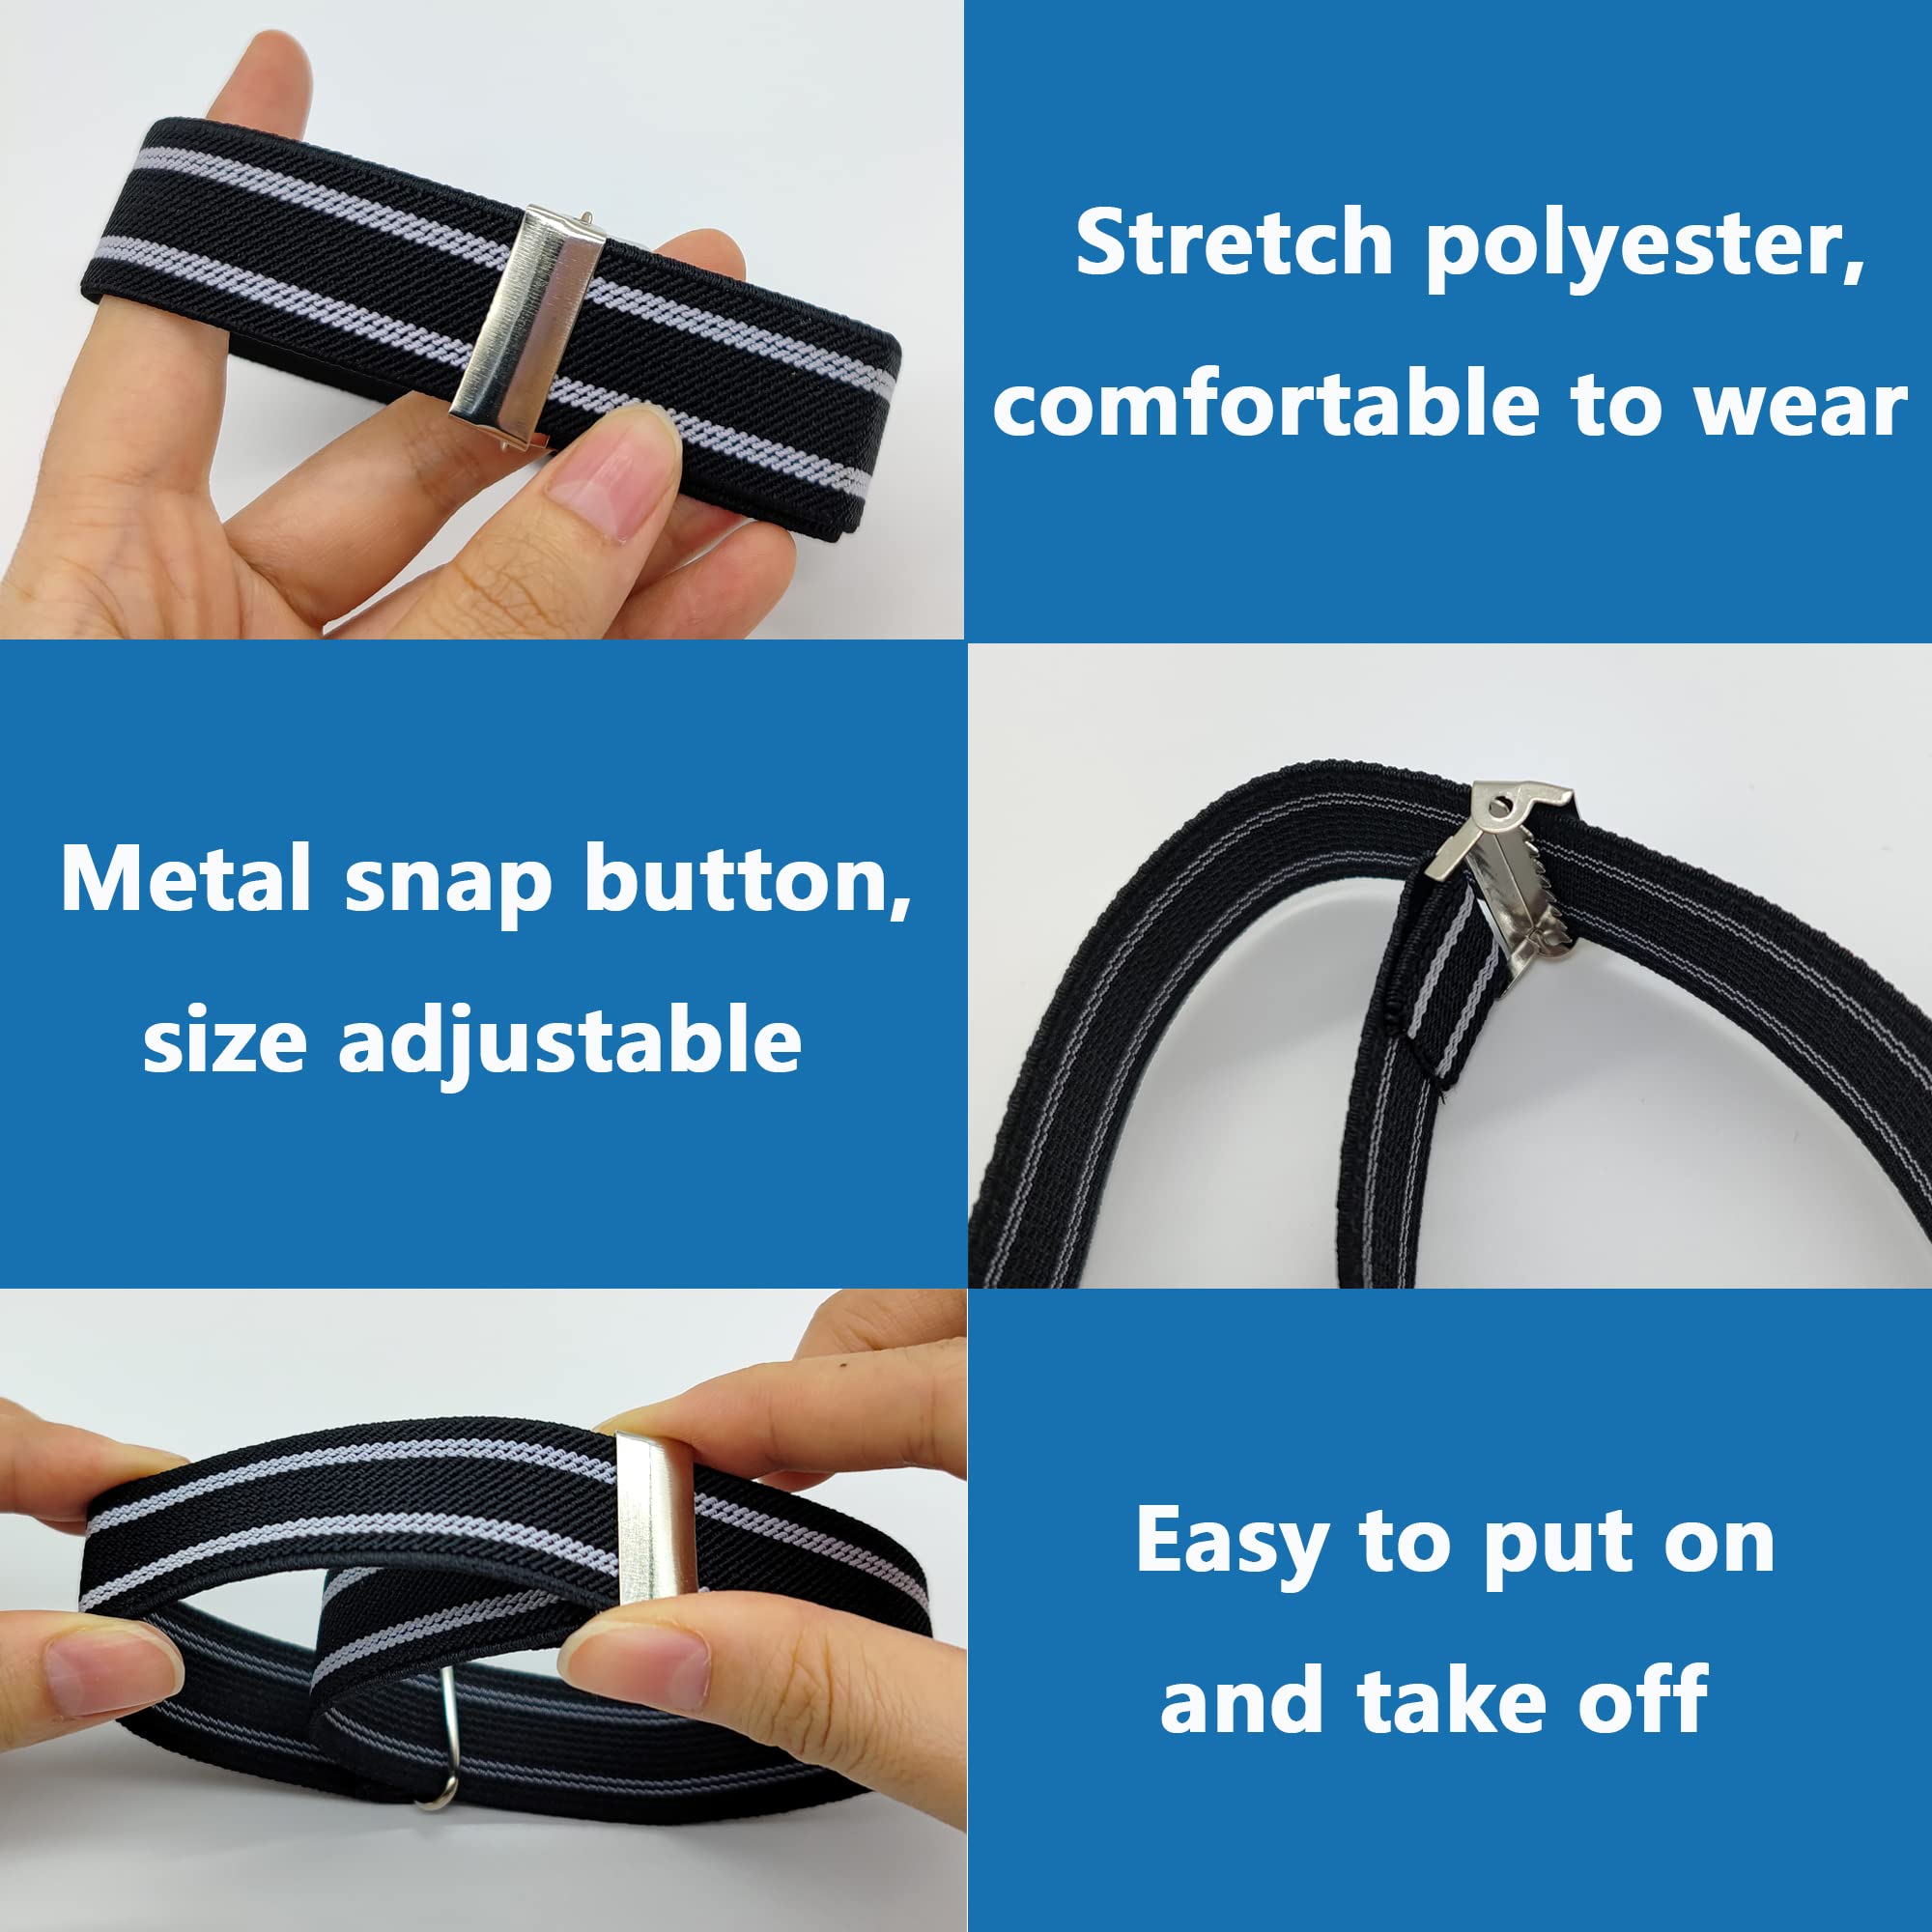 Stretch polyester,
comfortable to wear
Metal snap button,
size adjustable
Easy to put on
and take off